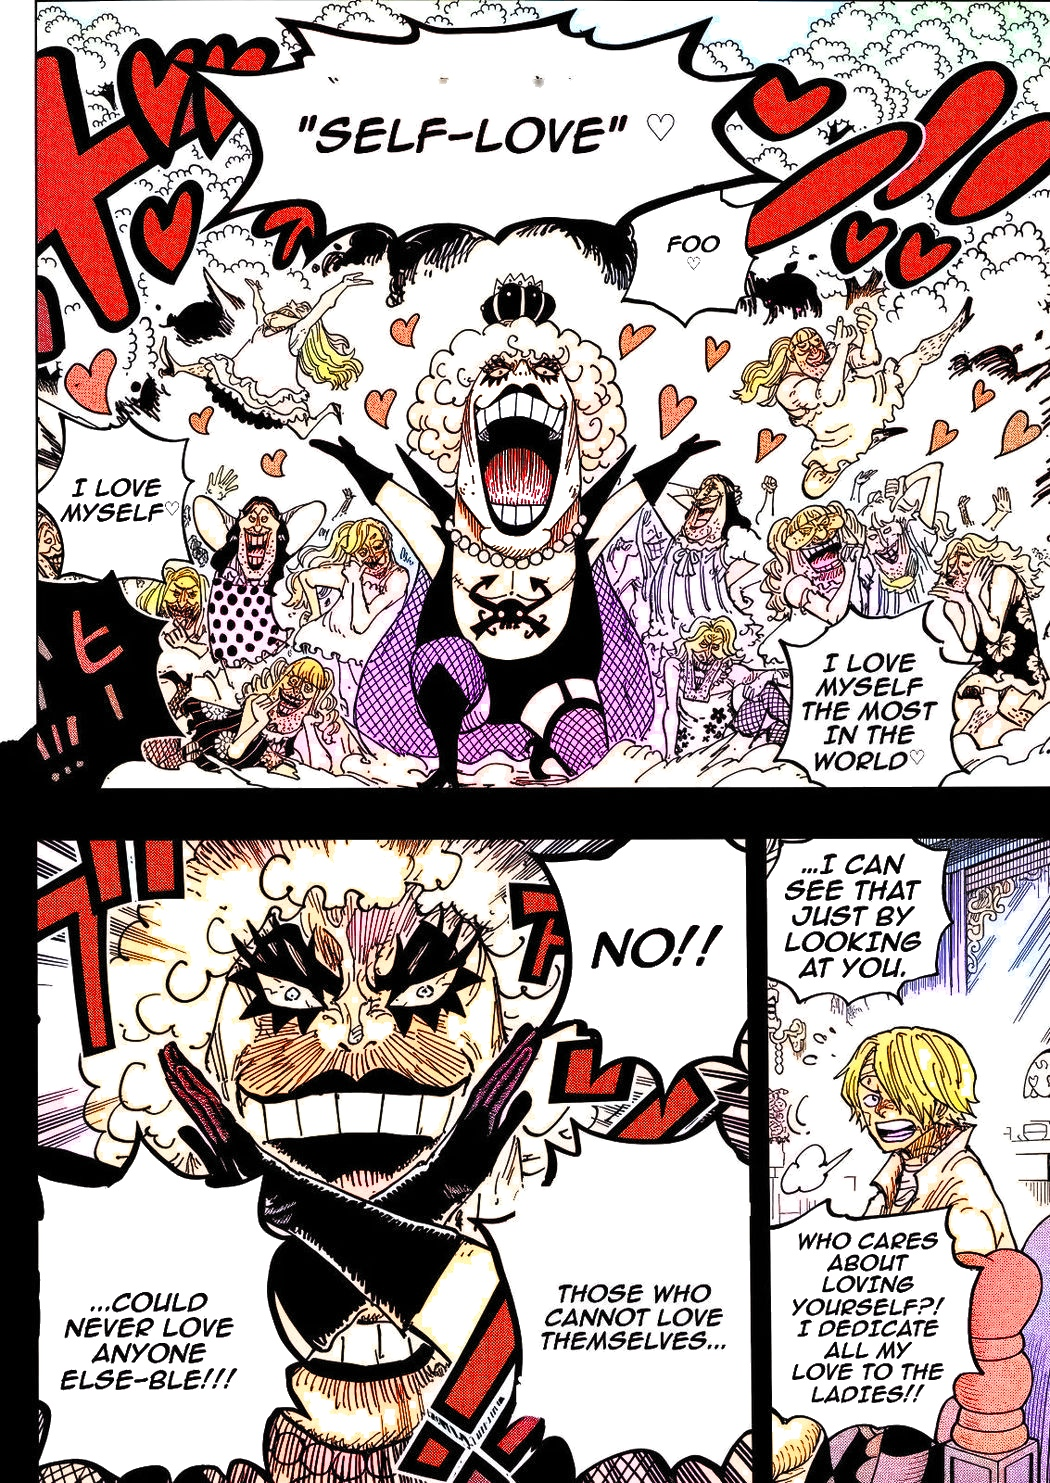 "SELF-LOVE" ♡
FOO
♡
I LOVE
MYSELF♡
I LOVE
MYSELF
THE MOST
IN THE
WORLD♡
ヒ
ー
!!!
NO!!
THOSE WHO
CANNOT LOVE
THEMSELVES...
...COULD
NEVER LOVE
ANYONE
ELSE-BLE!!!
...I CAN
SEE THAT
JUST BY
LOOKING
AT YOU.
WHO CARES
ABOUT
LOVING
YOURSELF?!
I DEDICATE
ALL MY
LOVE TO THE
LADIES!!